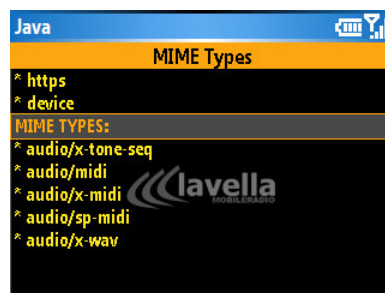 Java
MIME Types
* https
* device
MIME TYPES:
* audio/x-tone-seq
* audio/midi
* audio/x-midi
* audio/sp-midi
* audio/x-wav
lavella
MOBILERADIO